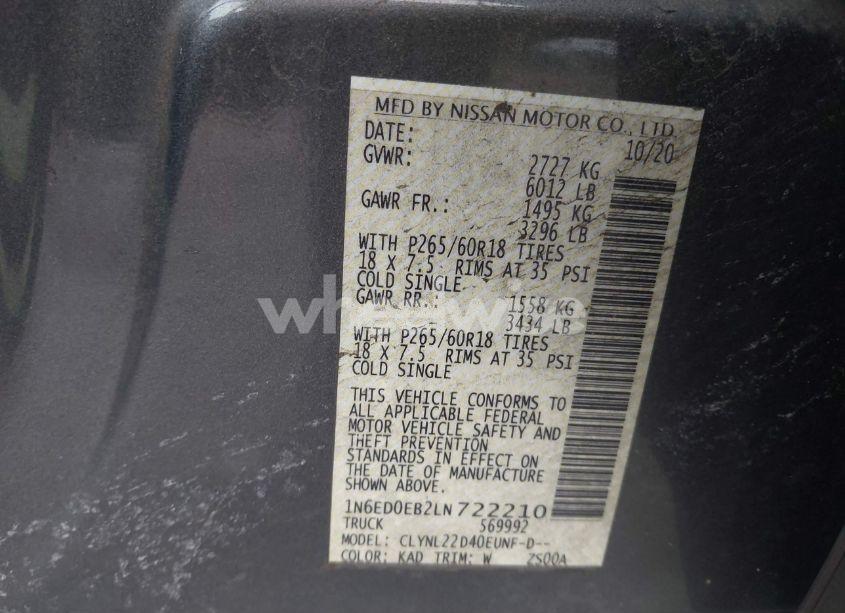 MFD BY NISSAN MOTOR CO., LTD.
DATE: 10/20
GVWR: 2727 KG
6012 LB
GAWR FR.: 1495 KG
3296 LB
WITH P265/60R18 TIRES
18 X 7.5 RIMS AT 35 PSI
COLD SINGLE
GAWR RR.: 1558 KG
3434 LB
WITH P265/60R18 TIRES
18 X 7.5 RIMS AT 35 PSI
COLD SINGLE
THIS VEHICLE CONFORMS TO
ALL APPLICABLE FEDERAL
MOTOR VEHICLE SAFETY AND
THEFT PREVENTION
STANDARDS IN EFFECT ON
THE DATE OF MANUFACTURE
SHOWN ABOVE.
1N6ED0EB2LN722210
TRUCK 569992
MODEL: CLYNL22D40EUNF-D--
COLOR: KAD TRIM: W ZS00A
wheelwire